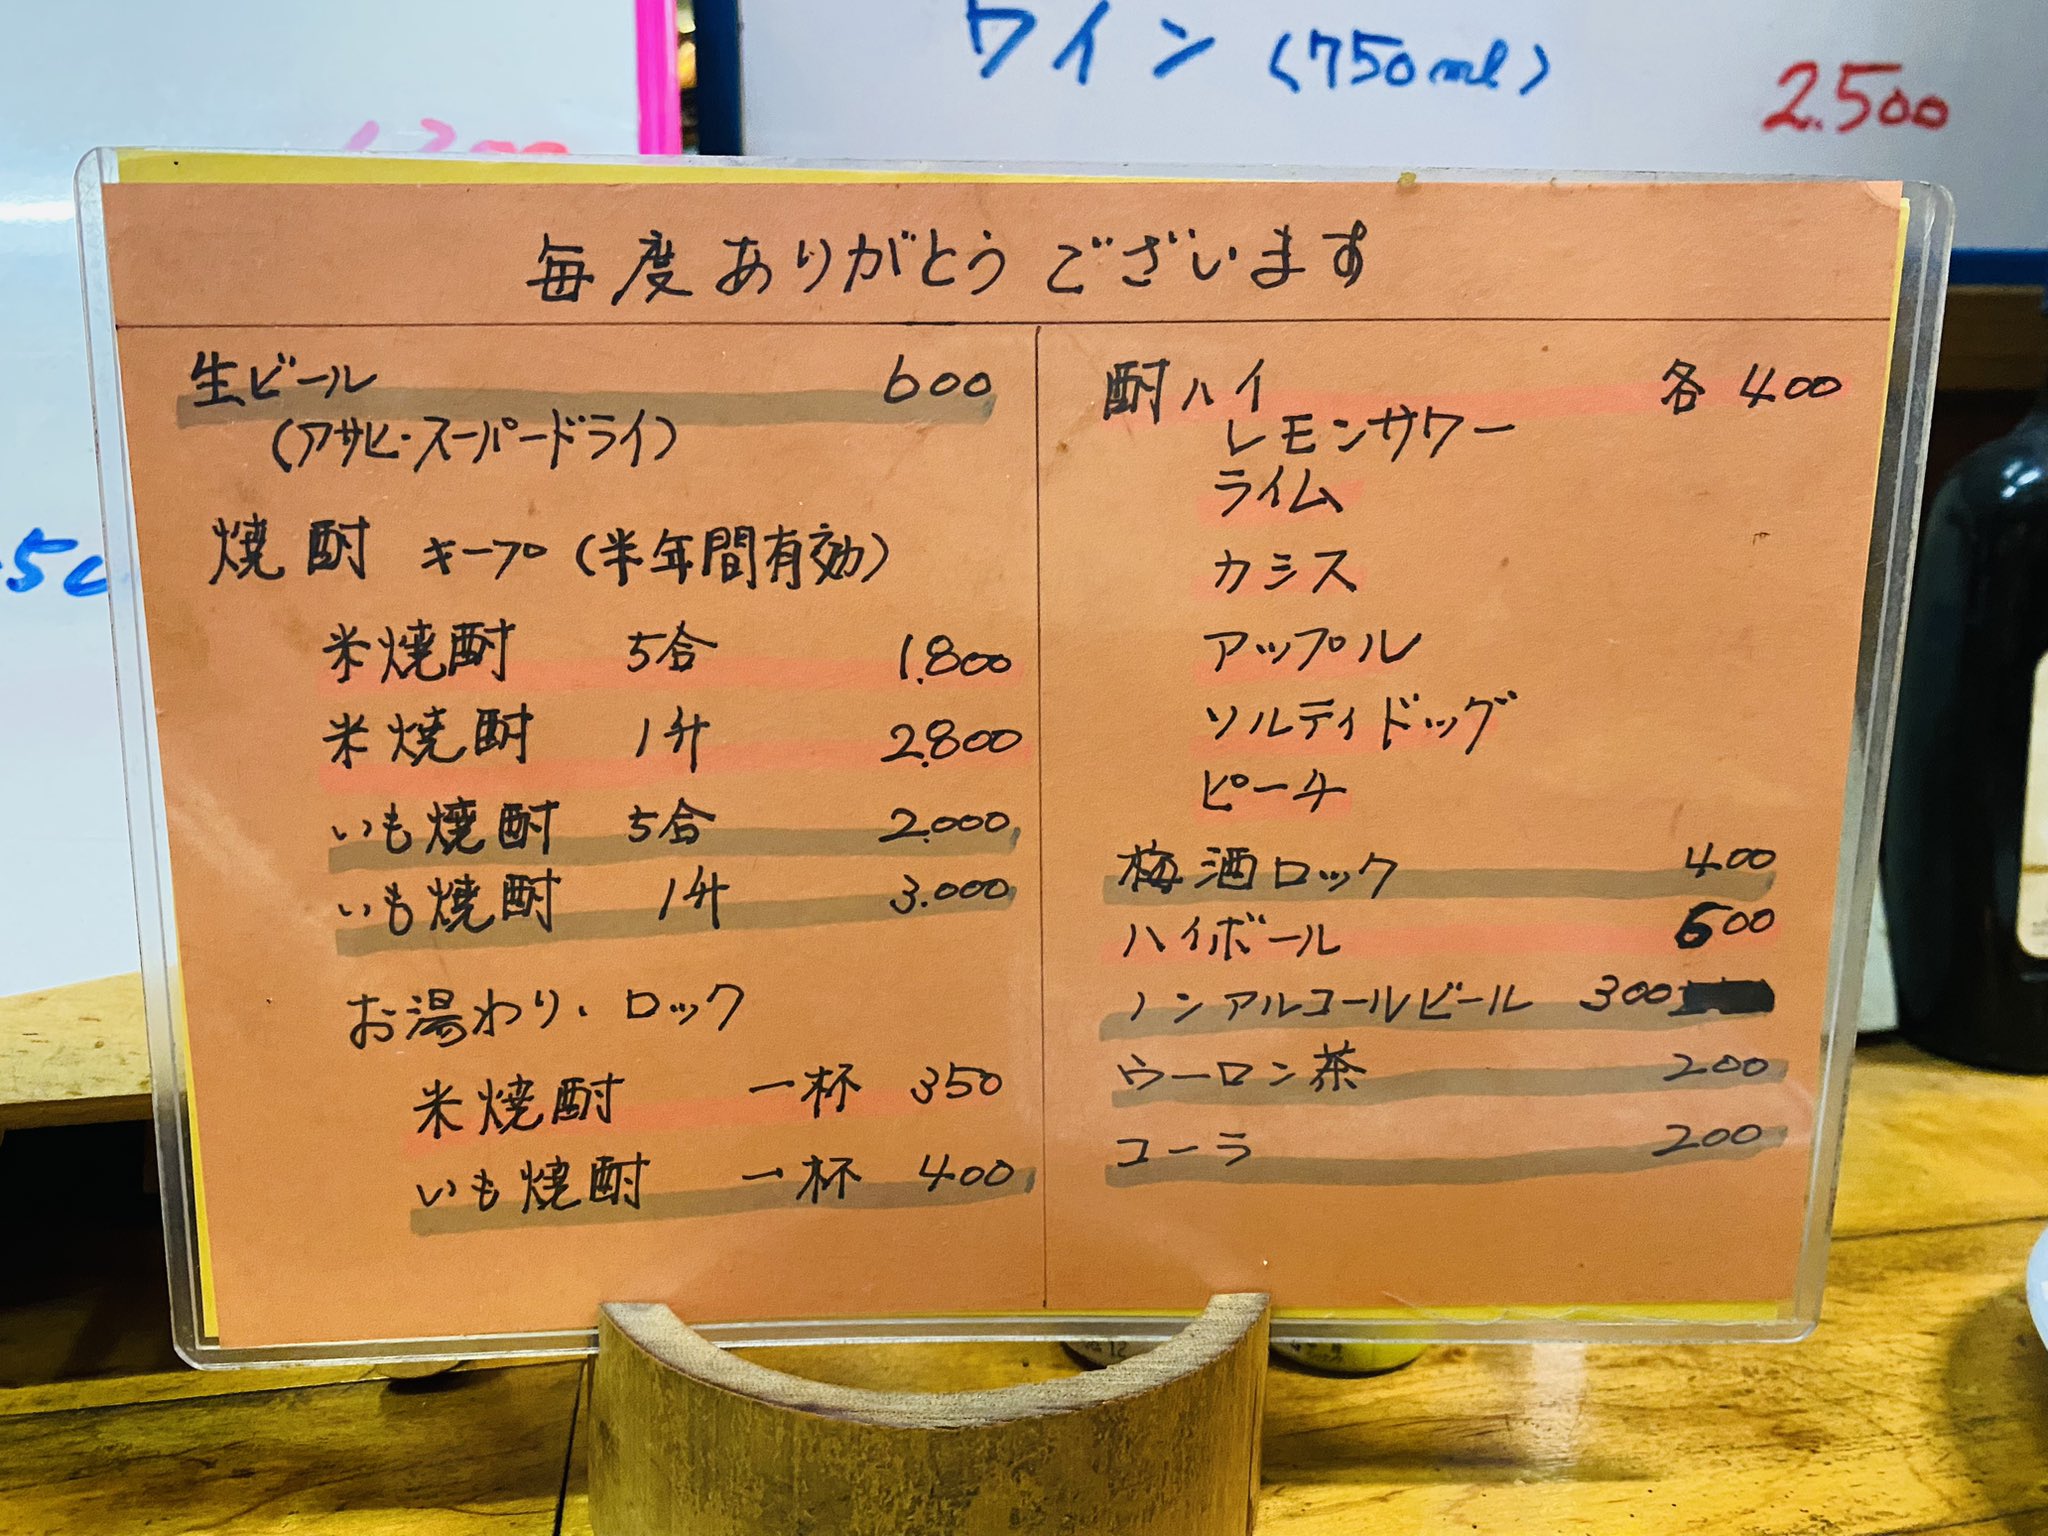 ワイン (750ml) 2.500
毎度ありがとうございます
生ビール 600
(アサヒ・スーパードライ)
焼酎 キープ (半年間有効)
米焼酎 5合 1.800
米焼酎 1升 2.800
いも焼酎 5合 2.000
いも焼酎 1升 3.000
お湯わり、ロック
米焼酎 一杯 350
いも焼酎 一杯 400
酎ハイ 各 400
レモンサワー
ライム
カシス
アップル
ソルティドッグ
ピーチ
梅酒ロック 400
ハイボール 600
ノンアルコールビール 300
ウーロン茶 200
コーラ 200